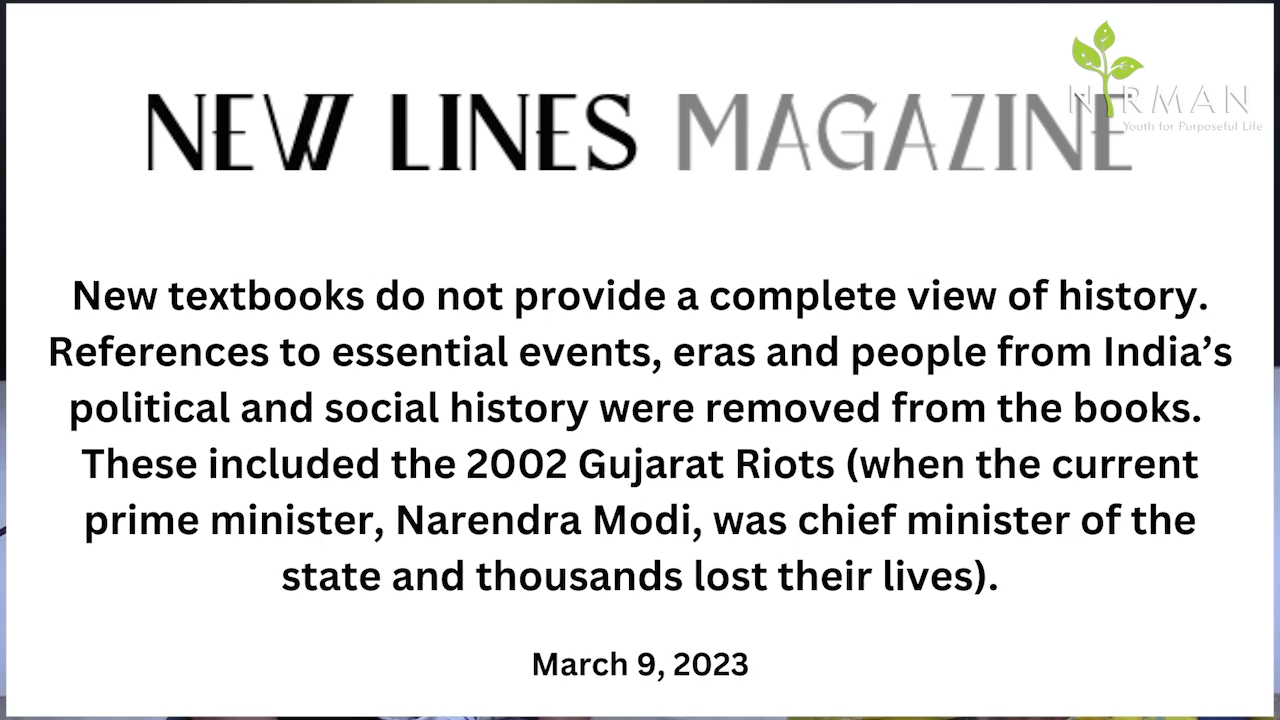 NEW LINES MAGAZINE
NIRMAN
Youth for Purposeful Life
New textbooks do not provide a complete view of history.
References to essential events, eras and people from India’s
political and social history were removed from the books.
These included the 2002 Gujarat Riots (when the current
prime minister, Narendra Modi, was chief minister of the
state and thousands lost their lives).
March 9, 2023